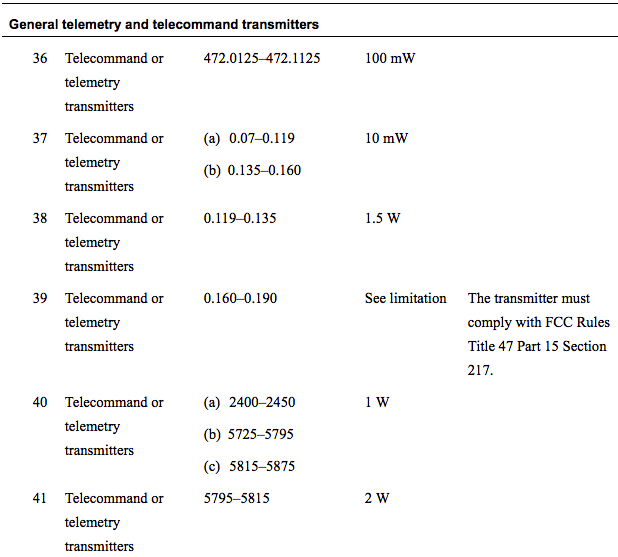 General telemetry and telecommand transmitters
36 Telecommand or 472.0125–472.1125 100 mW
telemetry
transmitters
37 Telecommand or (a) 0.07–0.119 10 mW
telemetry (b) 0.135–0.160
transmitters
38 Telecommand or 0.119–0.135 1.5 W
telemetry
transmitters
39 Telecommand or 0.160–0.190 See limitation The transmitter must
telemetry comply with FCC Rules
transmitters Title 47 Part 15 Section
217.
40 Telecommand or (a) 2400–2450 1 W
telemetry (b) 5725–5795
transmitters (c) 5815–5875
41 Telecommand or 5795–5815 2 W
telemetry
transmitters